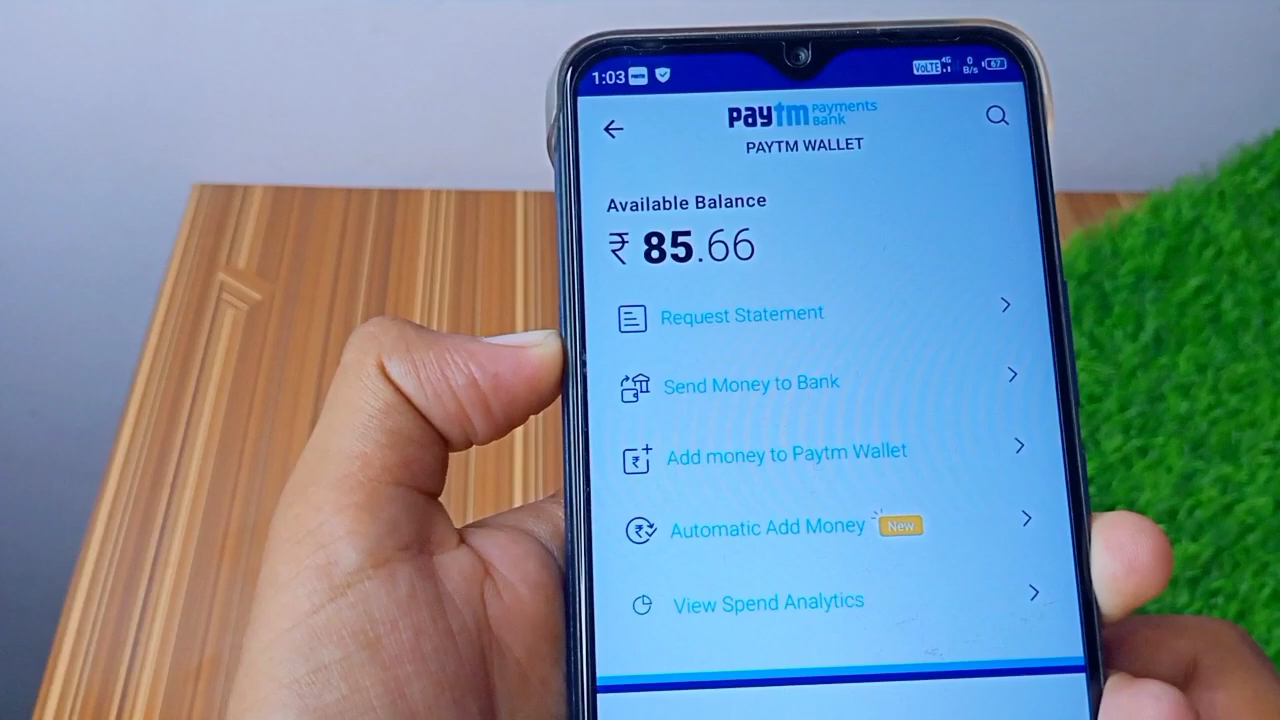 1:03 VoLTE 4G 0 B/s 67
paytm Payments Bank
PAYTM WALLET
Available Balance
₹ 85.66
Request Statement
Send Money to Bank
Add money to Paytm Wallet
Automatic Add Money New
View Spend Analytics